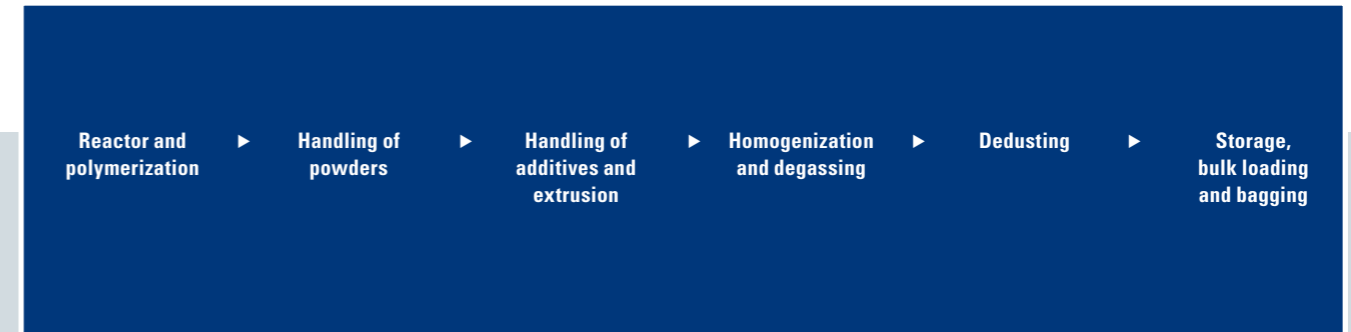 Reactor and
polymerization
▶
Handling of
powders
▶
Handling of
additives and
extrusion
▶
Homogenization
and degassing
▶
Dedusting
▶
Storage,
bulk loading
and bagging